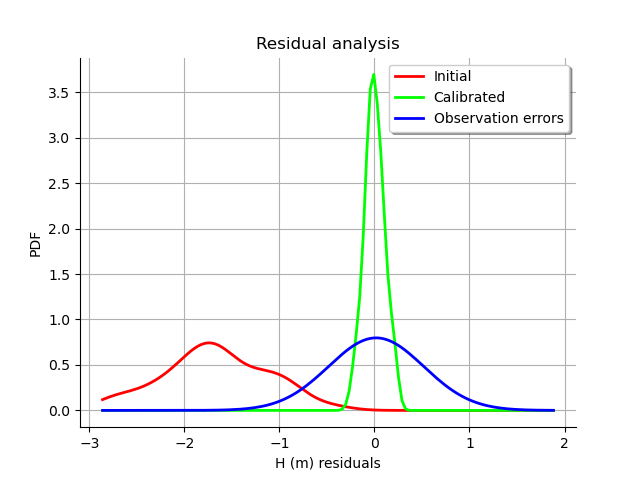 Residual analysis
Initial
Calibrated
Observation errors
PDF
3.5
3.0
2.5
2.0
1.5
1.0
0.5
0.0
−3 −2 −1 0 1 2
H (m) residuals